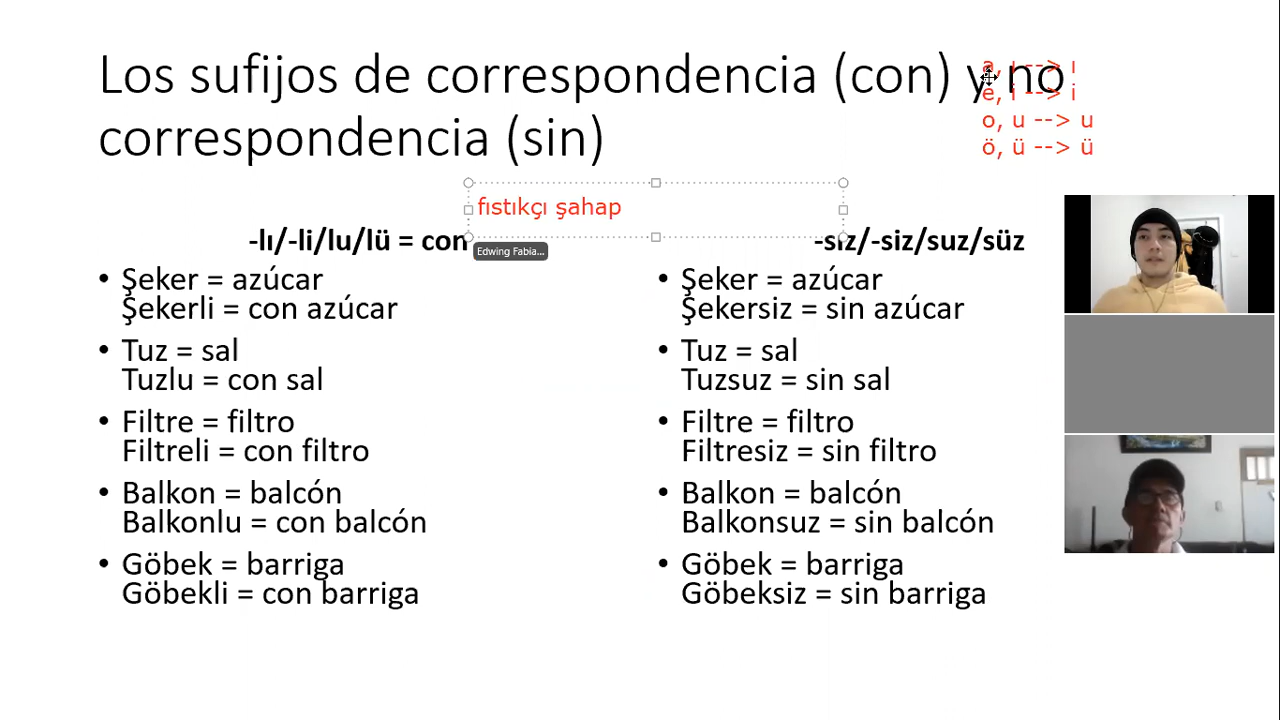 Los sufijos de correspondencia (con) y no
correspondencia (sin)
a, ı --> ı
e, i --> i
o, u --> u
ö, ü --> ü
fıstıkçı şahap
Edwing Fabia...
-lı/-li/lu/lü = con
• Şeker = azúcar
Şekerli = con azúcar
• Tuz = sal
Tuzlu = con sal
• Filtre = filtro
Filtreli = con filtro
• Balkon = balcón
Balkonlu = con balcón
• Göbek = barriga
Göbekli = con barriga
-sız/-siz/suz/süz
• Şeker = azúcar
Şekersiz = sin azúcar
• Tuz = sal
Tuzsuz = sin sal
• Filtre = filtro
Filtresiz = sin filtro
• Balkon = balcón
Balkonsuz = sin balcón
• Göbek = barriga
Göbeksiz = sin barriga